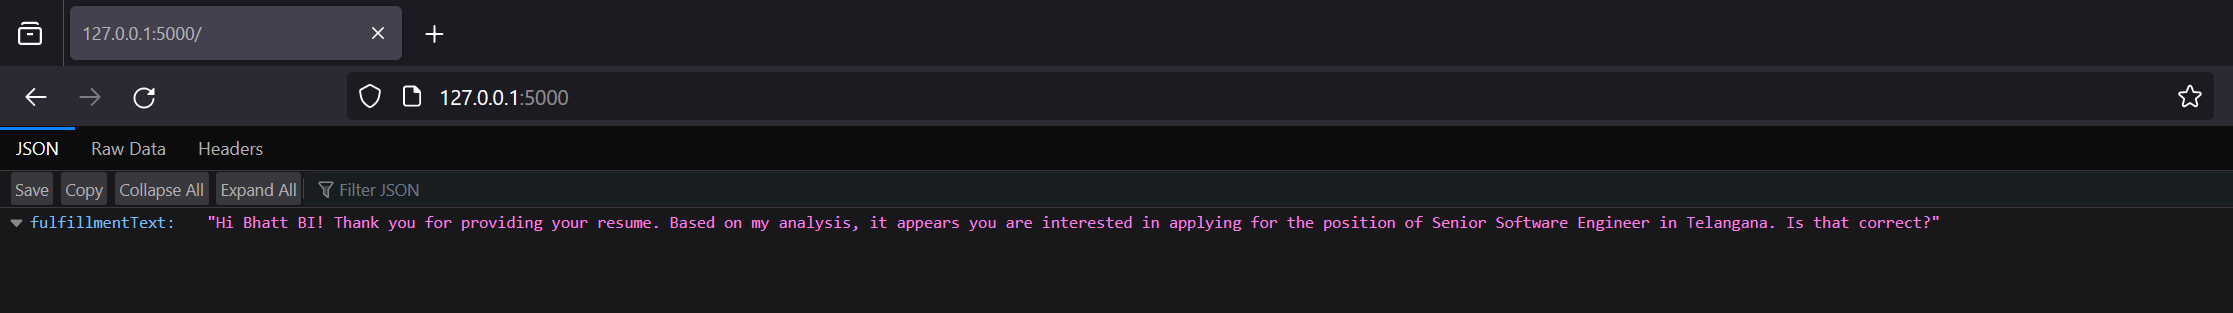 127.0.0.1:5000/
127.0.0.1:5000
JSON Raw Data Headers
Save Copy Collapse All Expand All Filter JSON
fulfillmentText: "Hi Bhatt BI! Thank you for providing your resume. Based on my analysis, it appears you are interested in applying for the position of Senior Software Engineer in Telangana. Is that correct?"